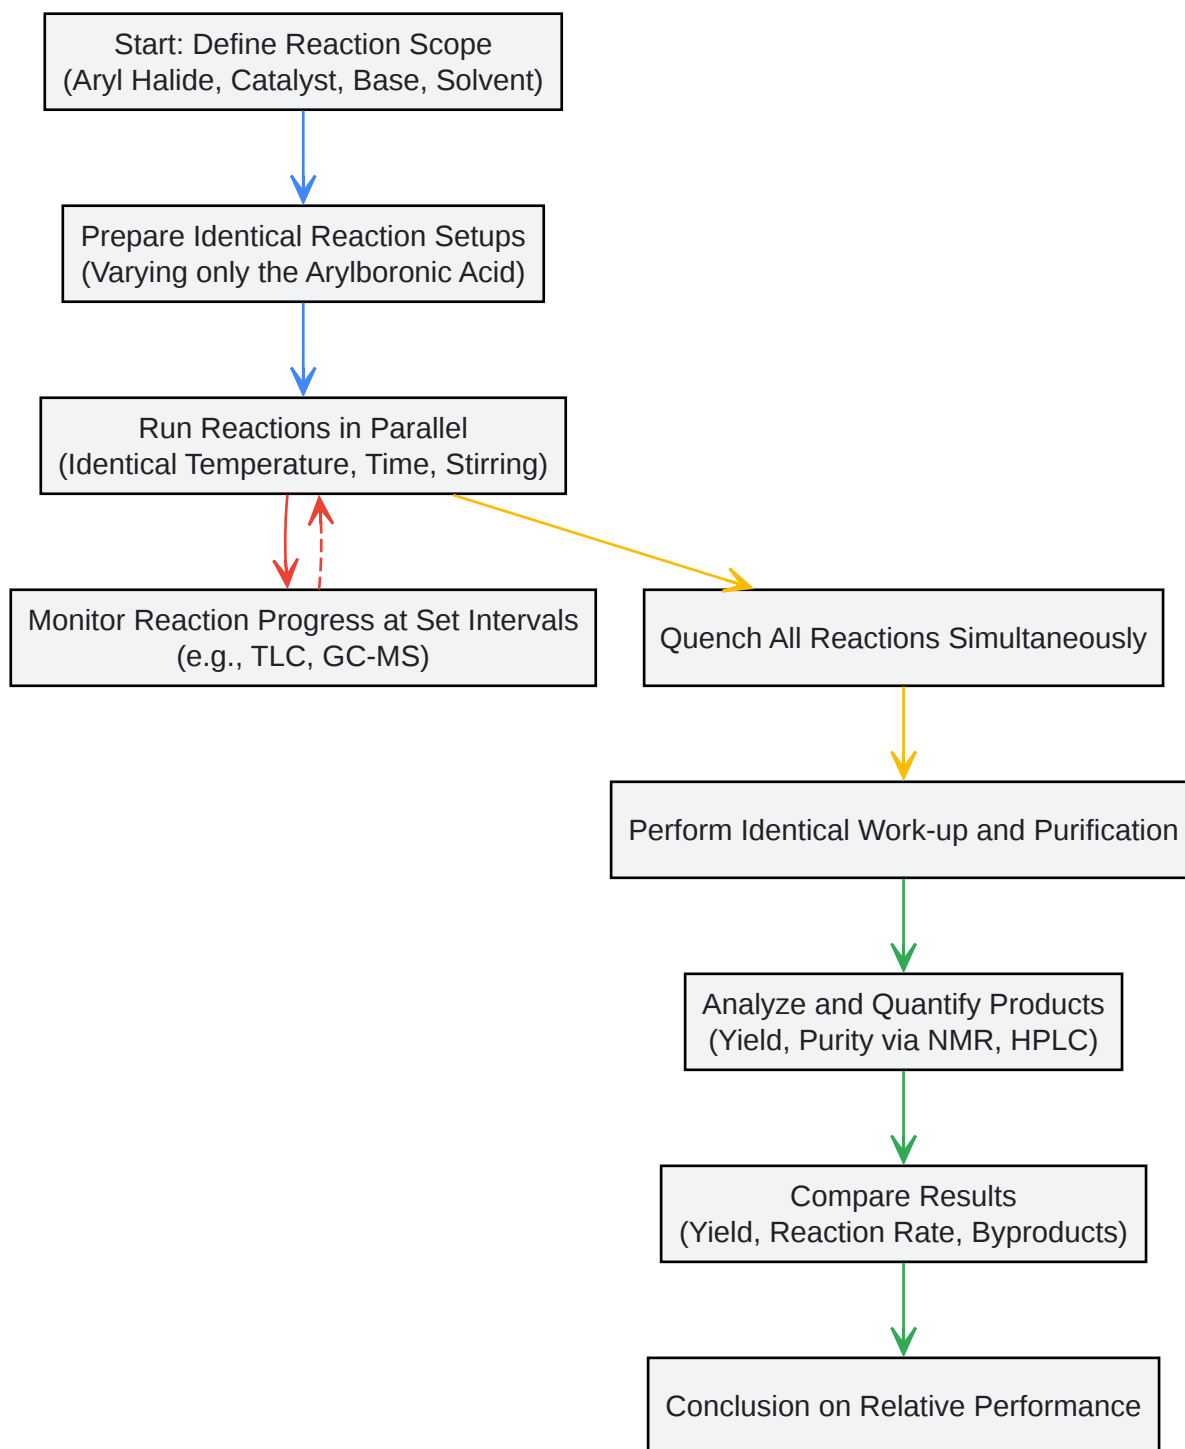 Start: Define Reaction Scope
(Aryl Halide, Catalyst, Base, Solvent)
Prepare Identical Reaction Setups
(Varying only the Arylboronic Acid)
Run Reactions in Parallel
(Identical Temperature, Time, Stirring)
Monitor Reaction Progress at Set Intervals
(e.g., TLC, GC-MS)
Quench All Reactions Simultaneously
Perform Identical Work-up and Purification
Analyze and Quantify Products
(Yield, Purity via NMR, HPLC)
Compare Results
(Yield, Reaction Rate, Byproducts)
Conclusion on Relative Performance